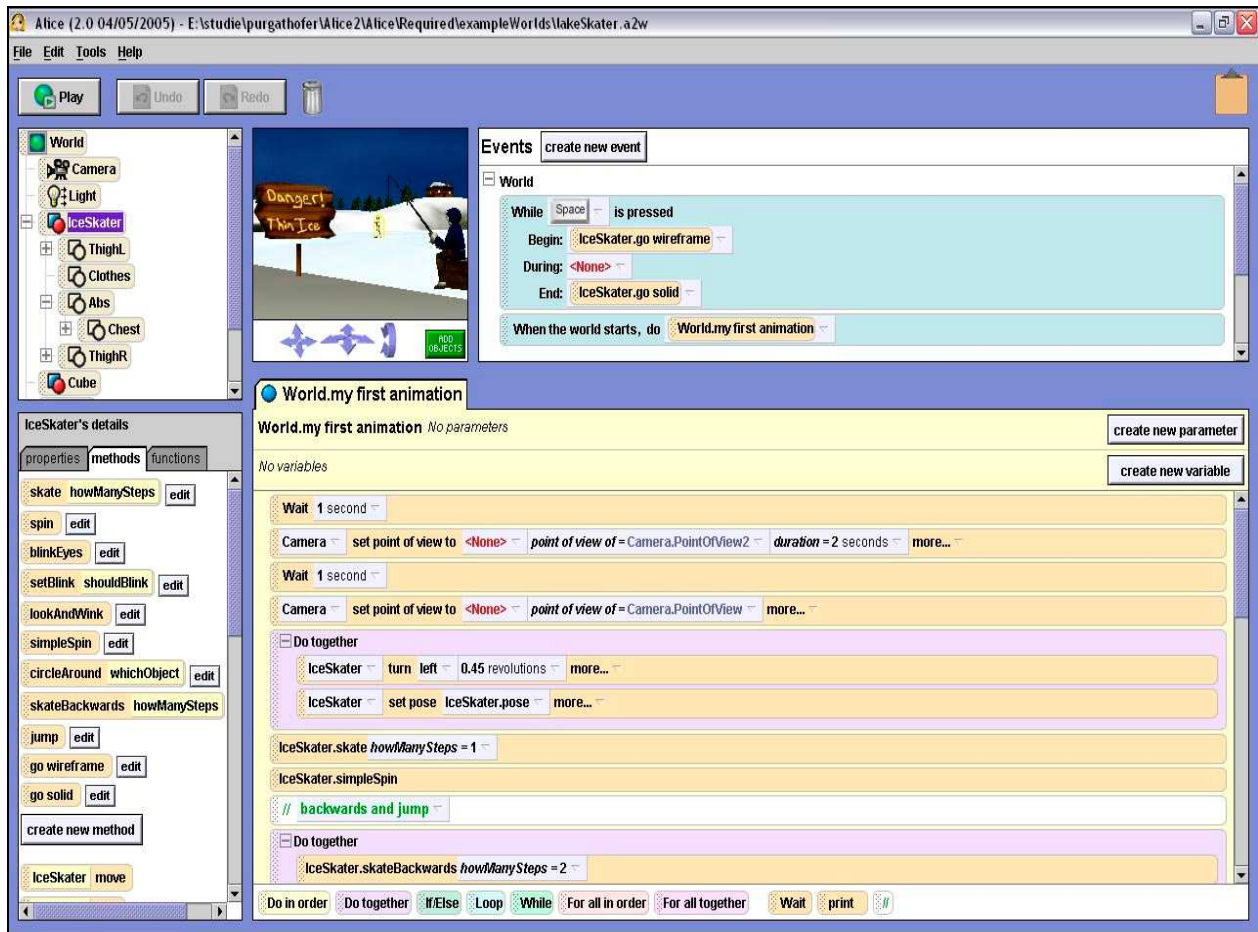 Alice (2.0 04/05/2005) - E:\studie\purgathofer\Alice2\Alice\Required\exampleWorlds\lakeSkater.a2w
File Edit Tools Help
Play Undo Redo
World
Camera
Light
IceSkater
ThighL
Clothes
Abs
Chest
ThighR
Cube
Danger!
Thin Ice
ADD
OBJECTS
Events create new event
World
While Space is pressed
Begin: IceSkater.go wireframe
During: <None>
End: IceSkater.go solid
When the world starts, do World.my first animation
IceSkater's details
properties methods functions
skate howManySteps edit
spin edit
blinkEyes edit
setBlink shouldBlink edit
lookAndWink edit
simpleSpin edit
circleAround whichObject edit
skateBackwards howManySteps
jump edit
go wireframe edit
go solid edit
create new method
IceSkater move
World.my first animation
World.my first animation No parameters create new parameter
No variables create new variable
Wait 1 second
Camera set point of view to <None> point of view of = Camera.PointOfView2 duration = 2 seconds more...
Wait 1 second
Camera set point of view to <None> point of view of = Camera.PointOfView more...
Do together
IceSkater turn left 0.45 revolutions more...
IceSkater set pose IceSkater.pose more...
IceSkater.skate howManySteps = 1
IceSkater.simpleSpin
// backwards and jump
Do together
IceSkater.skateBackwards howManySteps = 2
Do in order Do together If/Else Loop While For all in order For all together Wait print //